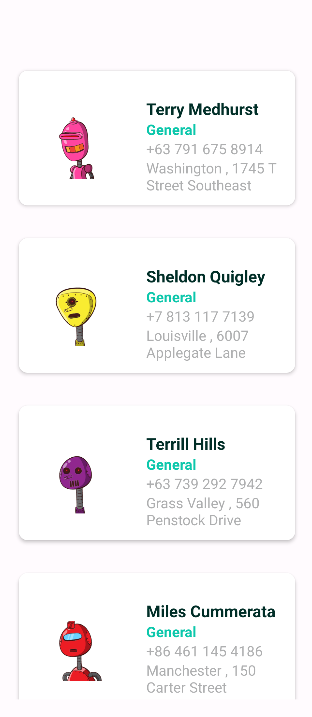 Terry Medhurst
General
+63 791 675 8914
Washington , 1745 T
Street Southeast
Sheldon Quigley
General
+7 813 117 7139
Louisville , 6007
Applegate Lane
Terrill Hills
General
+63 739 292 7942
Grass Valley , 560
Penstock Drive
Miles Cummerata
General
+86 461 145 4186
Manchester , 150
Carter Street